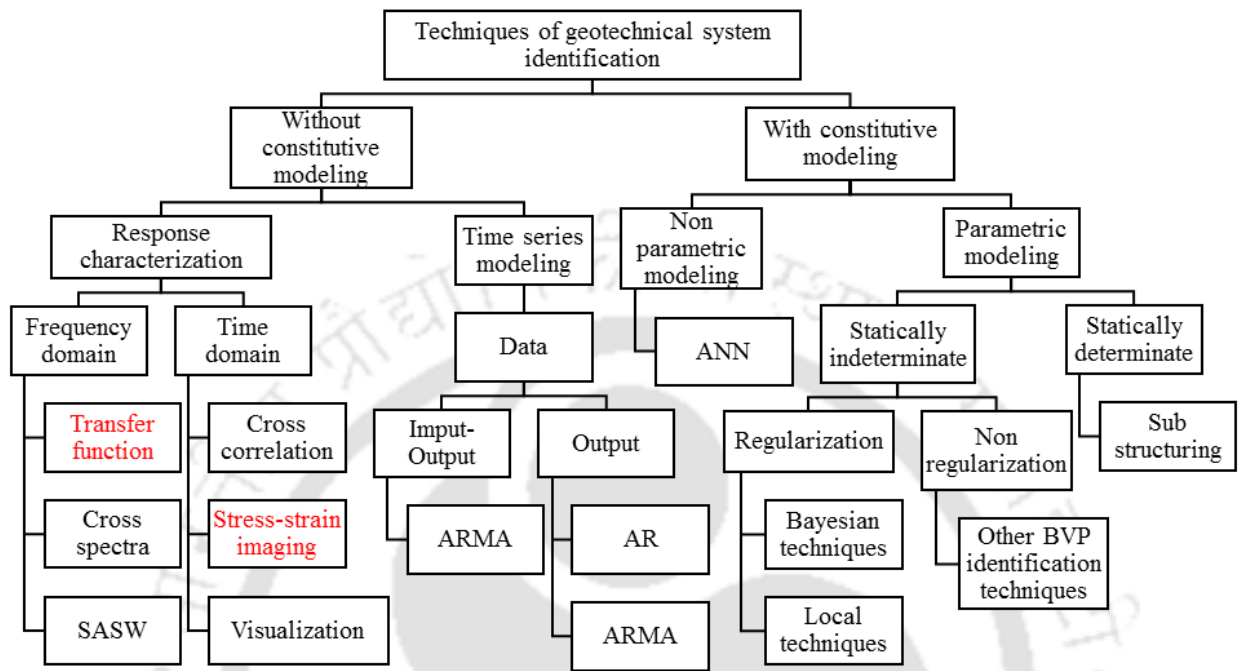 Techniques of geotechnical system
identification
Without
constitutive
modeling
With constitutive
modeling
Response
characterization
Time series
modeling
Non
parametric
modeling
Parametric
modeling
Frequency
domain
Time
domain
Data
ANN
Statically
indeterminate
Statically
determinate
Transfer
function
Cross
correlation
Imput-
Output
Output
Regularization
Non
regularization
Sub
structuring
Cross
spectra
Stress-strain
imaging
ARMA
AR
Bayesian
techniques
Other BVP
identification
techniques
SASW
Visualization
ARMA
Local
techniques